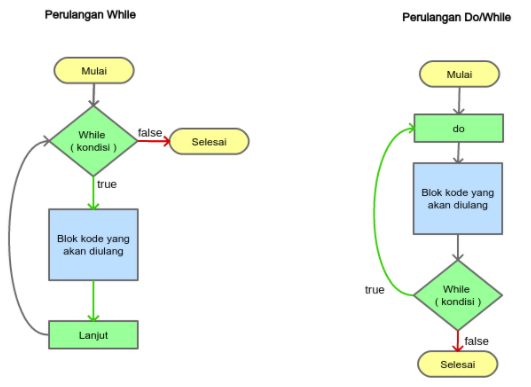 Perulangan While
Mulai
While
( kondisi )
false
Selesai
true
Blok kode yang
akan diulang
Lanjut
Perulangan Do/While
Mulai
do
Blok kode yang
akan diulang
While
( kondisi )
true
false
Selesai